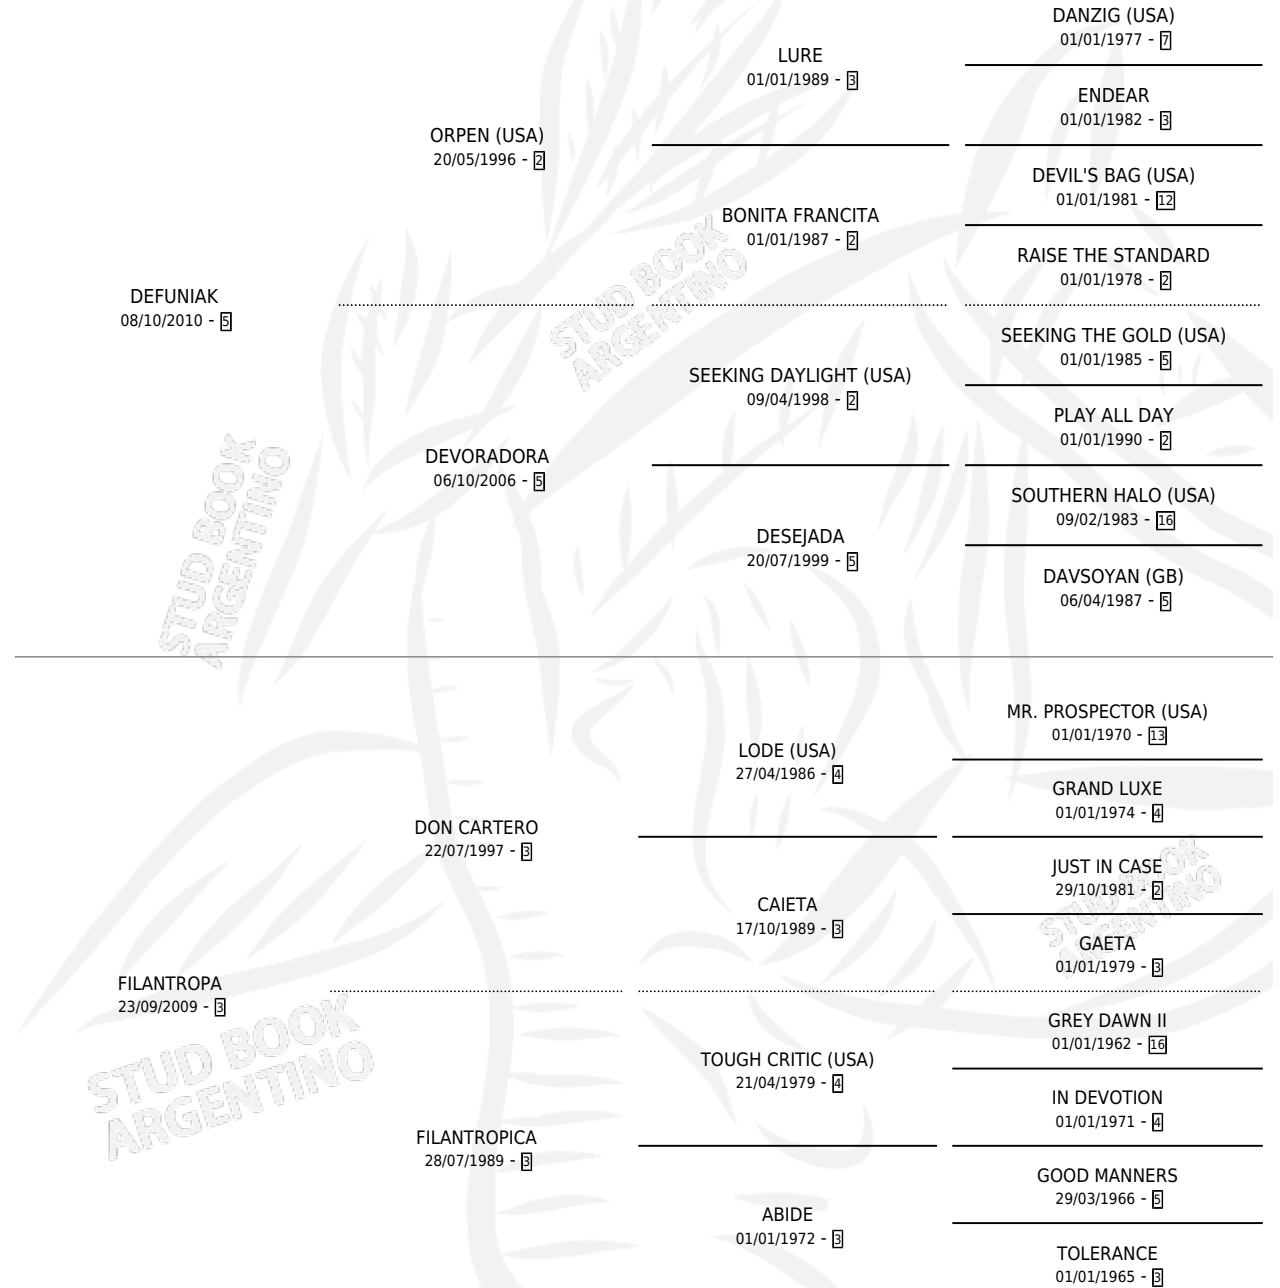 DANZIG (USA)
01/01/1977 - 7
LURE
01/01/1989 - 3
ENDEAR
01/01/1982 - 3
ORPEN (USA)
20/05/1996 - 2
DEVIL'S BAG (USA)
01/01/1981 - 12
BONITA FRANCITA
01/01/1987 - 2
RAISE THE STANDARD
01/01/1978 - 2
DEFUNIAK
08/10/2010 - 5
STUD BOOK
ARGENTINO
SEEKING THE GOLD (USA)
01/01/1985 - 5
SEEKING DAYLIGHT (USA)
09/04/1998 - 2
PLAY ALL DAY
01/01/1990 - 2
DEVORADORA
06/10/2006 - 5
SOUTHERN HALO (USA)
09/02/1983 - 16
DESEJADA
20/07/1999 - 5
DAVSOYAN (GB)
06/04/1987 - 5
STUD BOOK
ARGENTINO
MR. PROSPECTOR (USA)
01/01/1970 - 13
LODE (USA)
27/04/1986 - 4
GRAND LUXE
01/01/1974 - 4
DON CARTERO
22/07/1997 - 3
JUST IN CASE
29/10/1981 - 2
CAIETA
17/10/1989 - 3
GAETA
01/01/1979 - 3
STUD BOOK
ARGENTINO
FILANTROPA
23/09/2009 - 3
GREY DAWN II
01/01/1962 - 16
TOUGH CRITIC (USA)
21/04/1979 - 4
IN DEVOTION
01/01/1971 - 4
STUD BOOK
ARGENTINO
FILANTROPICA
28/07/1989 - 3
GOOD MANNERS
29/03/1966 - 5
ABIDE
01/01/1972 - 3
TOLERANCE
01/01/1965 - 3